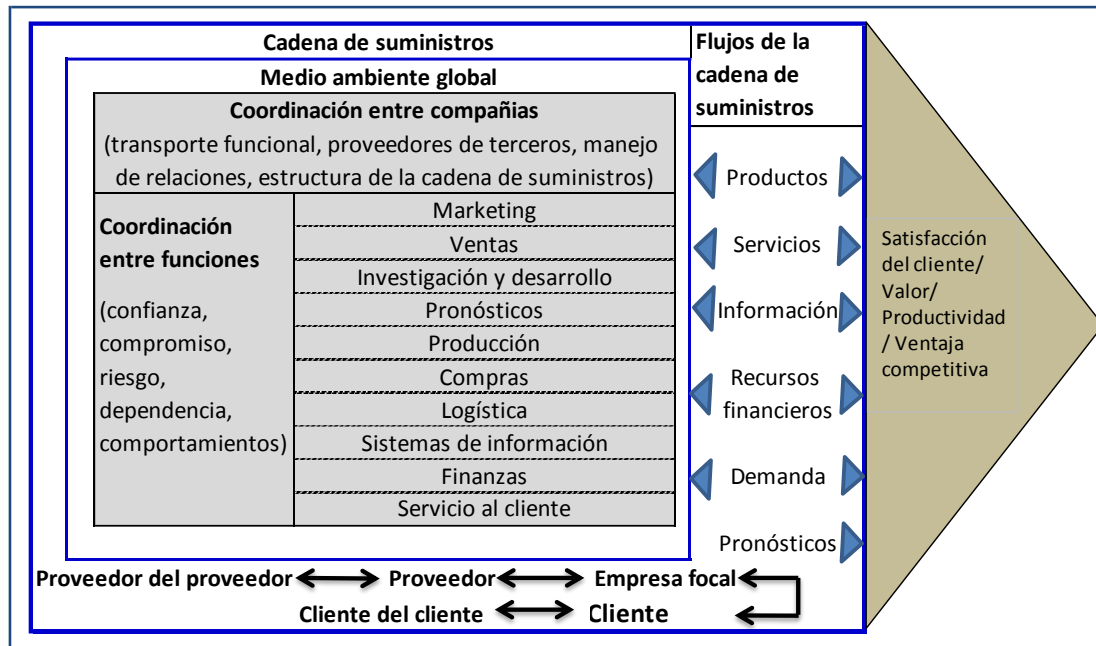 Cadena de suministros
Medio ambiente global
Coordinación entre compañias
(transporte funcional, proveedores de terceros, manejo
de relaciones, estructura de la cadena de suministros)
Coordinación
entre funciones
(confianza,
compromiso,
riesgo,
dependencia,
comportamientos)
Marketing
Ventas
Investigación y desarrollo
Pronósticos
Producción
Compras
Logística
Sistemas de información
Finanzas
Servicio al cliente
Flujos de la
cadena de
suministros
Productos
Servicios
Información
Recursos
financieros
Demanda
Pronósticos
Satisfacción
del cliente/
Valor/
Productividad
/ Ventaja
competitiva
Proveedor del proveedor Proveedor Empresa focal
Cliente del cliente Cliente